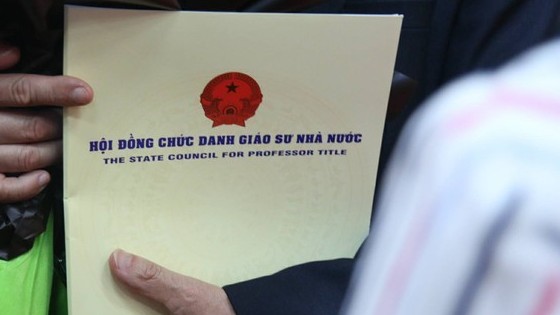 HỘI ĐỒNG CHỨC DANH GIÁO SƯ NHÀ NƯỚC
THE STATE COUNCIL FOR PROFESSOR TITLE